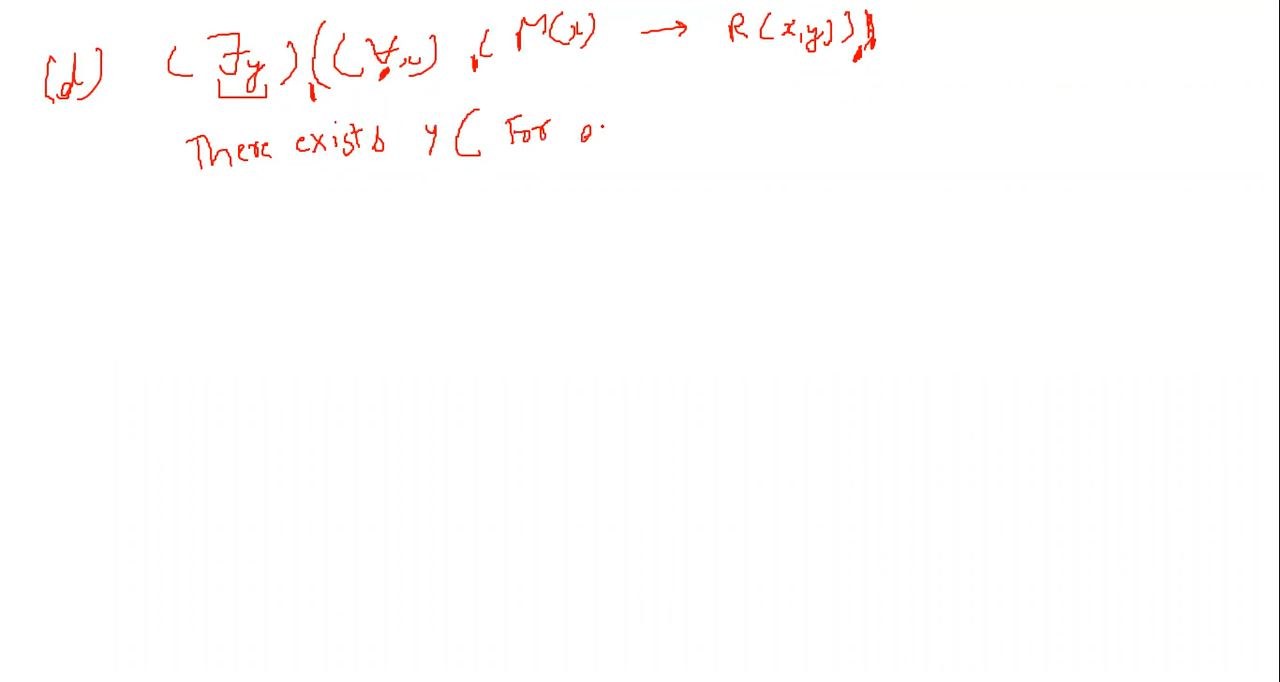 (d) (∃y) ((∀x) (M(x) → R(x,y)))
There exists y ( For a